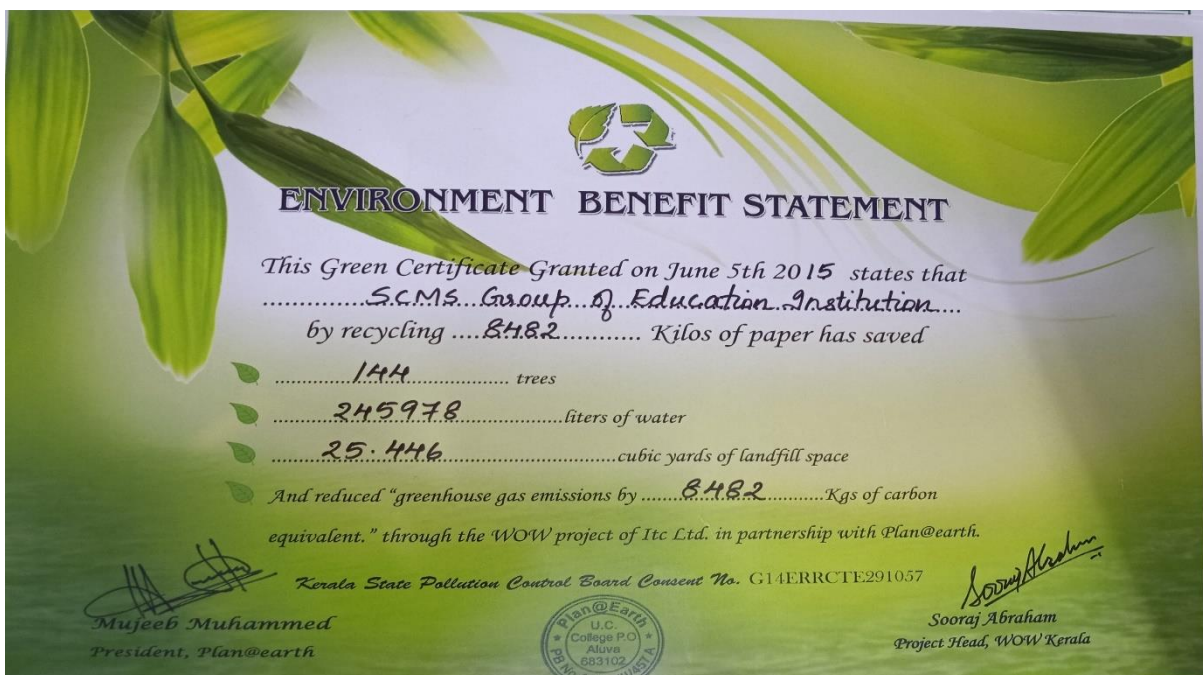 ENVIRONMENT BENEFIT STATEMENT
This Green Certificate Granted on June 5th 2015 states that
SCMS Group of Education Institution
by recycling ....8482............ Kilos of paper has saved
144 trees
245978 liters of water
25.446 cubic yards of landfill space
And reduced "greenhouse gas emissions by ......8482..........Kgs of carbon
equivalent." through the WOW project of Itc Ltd. in partnership with Plan@earth.
Kerala State Pollution Control Board Consent No. G14ERRCTE291057
Mujeeb Muhammed
President, Plan@earth
Plan@Earth
U.C.
College P.O
Aluva
683102
Sooraj Abraham
Sooraj Abraham
Project Head, WOW Kerala